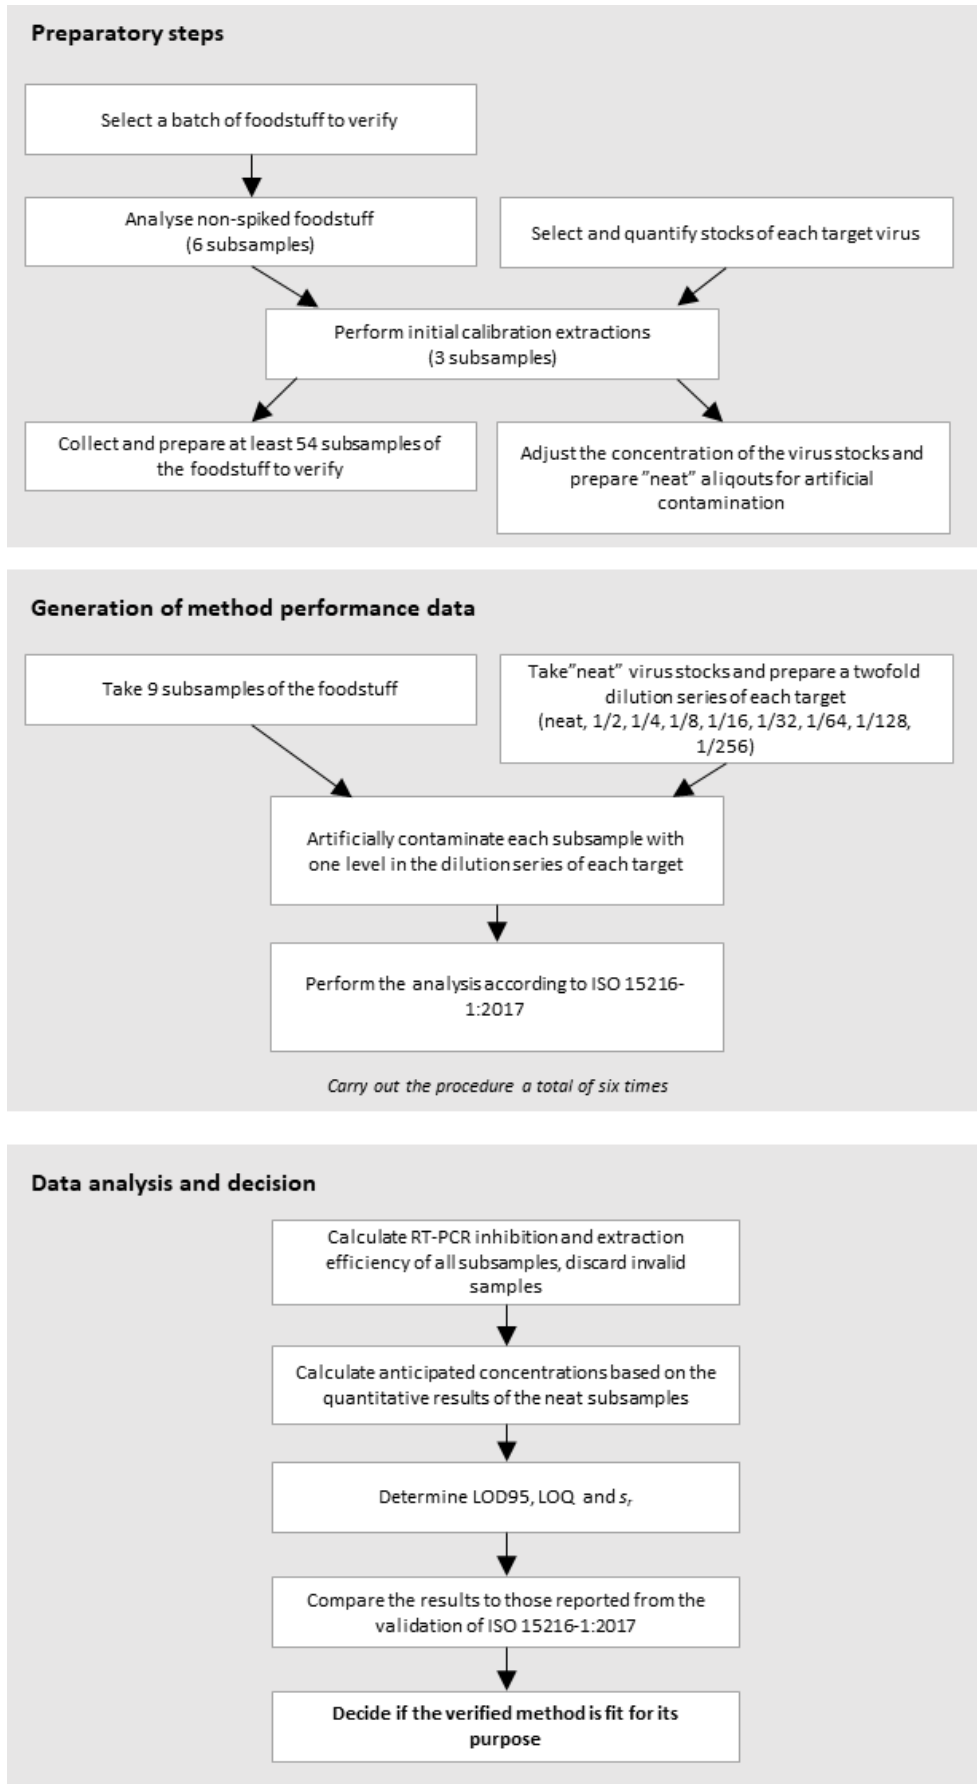 Preparatory steps
Select a batch of foodstuff to verify
Analyse non-spiked foodstuff
(6 subsamples)
Select and quantify stocks of each target virus
Perform initial calibration extractions
(3 subsamples)
Collect and prepare at least 54 subsamples of
the foodstuff to verify
Adjust the concentration of the virus stocks and
prepare ”neat” aliqouts for artificial
contamination
Generation of method performance data
Take 9 subsamples of the foodstuff
Take”neat” virus stocks and prepare a twofold
dilution series of each target
(neat, 1/2, 1/4, 1/8, 1/16, 1/32, 1/64, 1/128,
1/256)
Artificially contaminate each subsample with
one level in the dilution series of each target
Perform the analysis according to ISO 15216-
1:2017
Carry out the procedure a total of six times
Data analysis and decision
Calculate RT-PCR inhibition and extraction
efficiency of all subsamples, discard invalid
samples
Calculate anticipated concentrations based on the
quantitative results of the neat subsamples
Determine LOD95, LOQ and sr
Compare the results to those reported from the
validation of ISO 15216-1:2017
Decide if the verified method is fit for its
purpose